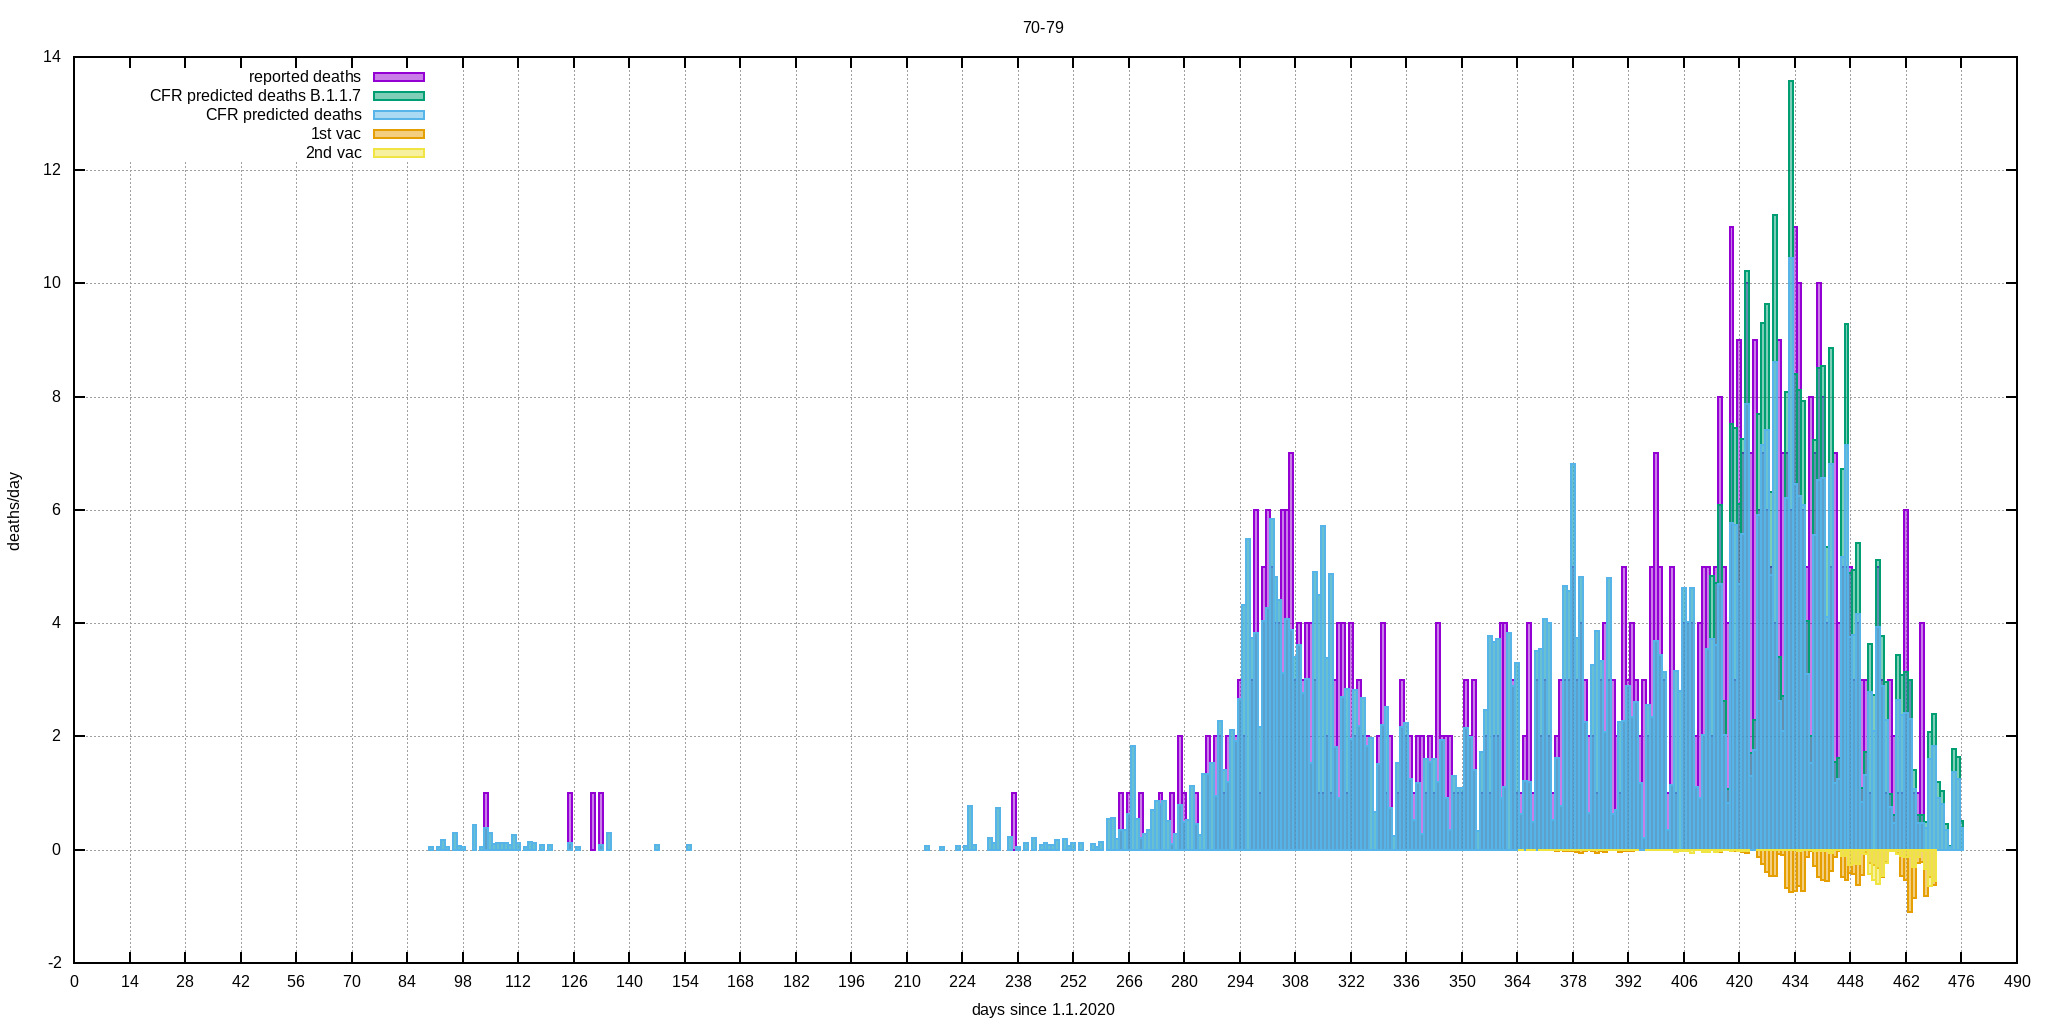 70-79
reported deaths
CFR predicted deaths B.1.1.7
CFR predicted deaths
1st vac
2nd vac
14
12
10
8
6
4
2
0
-2
deaths/day
0 14 28 42 56 70 84 98 112 126 140 154 168 182 196 210 224 238 252 266 280 294 308 322 336 350 364 378 392 406 420 434 448 462 476 490
days since 1.1.2020